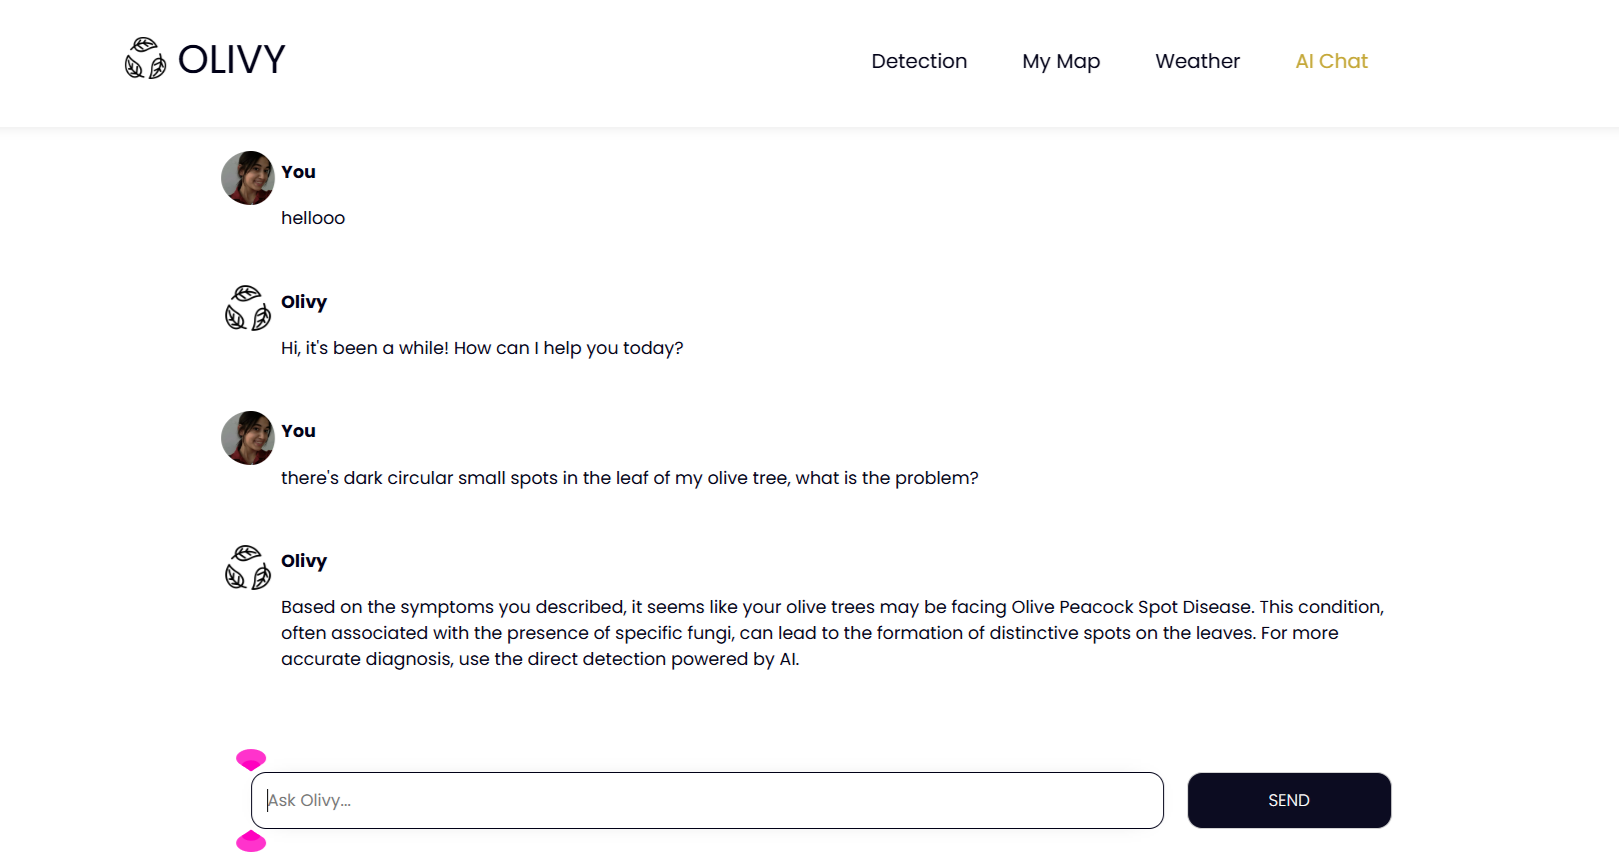 OLIVY
Detection My Map Weather AI Chat
You
hellooo
Olivy
Hi, it's been a while! How can I help you today?
You
there's dark circular small spots in the leaf of my olive tree, what is the problem?
Olivy
Based on the symptoms you described, it seems like your olive trees may be facing Olive Peacock Spot Disease. This condition,
often associated with the presence of specific fungi, can lead to the formation of distinctive spots on the leaves. For more
accurate diagnosis, use the direct detection powered by AI.
Ask Olivy...
SEND